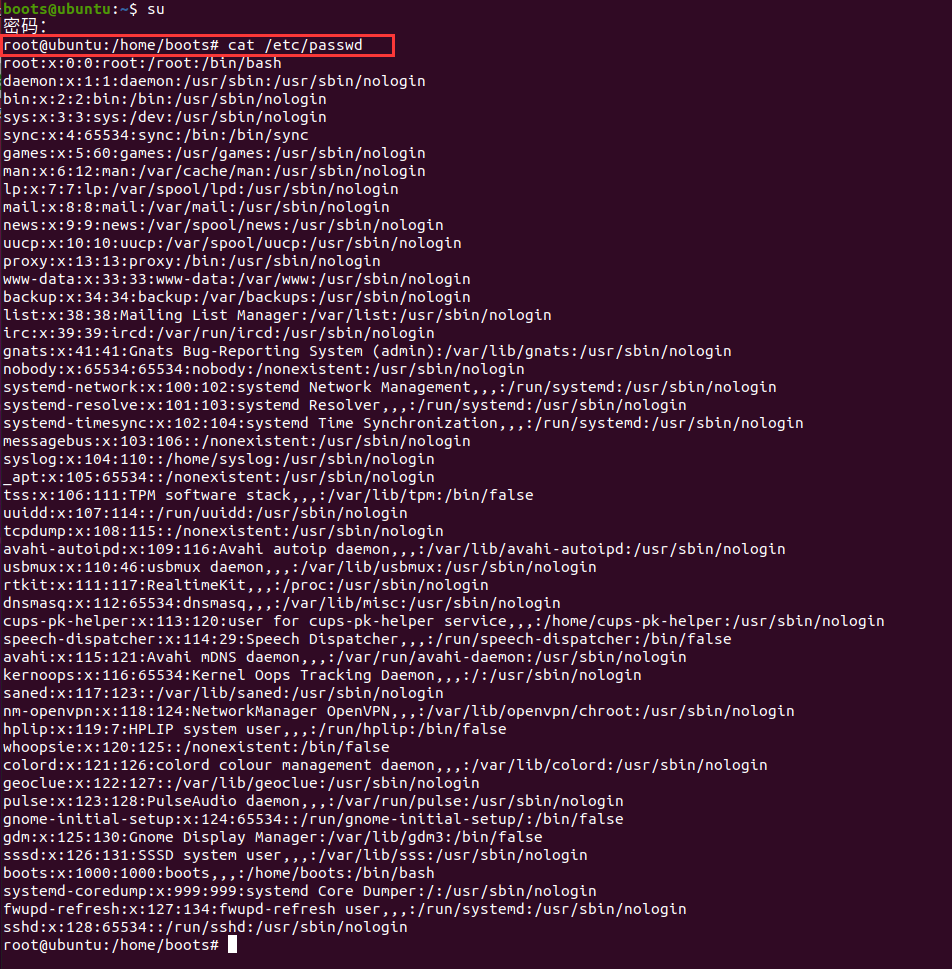 boots@ubuntu:~$ su
密码：
root@ubuntu:/home/boots# cat /etc/passwd
root:x:0:0:root:/root:/bin/bash
daemon:x:1:1:daemon:/usr/sbin:/usr/sbin/nologin
bin:x:2:2:bin:/bin:/usr/sbin/nologin
sys:x:3:3:sys:/dev:/usr/sbin/nologin
sync:x:4:65534:sync:/bin:/bin/sync
games:x:5:60:games:/usr/games:/usr/sbin/nologin
man:x:6:12:man:/var/cache/man:/usr/sbin/nologin
lp:x:7:7:lp:/var/spool/lpd:/usr/sbin/nologin
mail:x:8:8:mail:/var/mail:/usr/sbin/nologin
news:x:9:9:news:/var/spool/news:/usr/sbin/nologin
uucp:x:10:10:uucp:/var/spool/uucp:/usr/sbin/nologin
proxy:x:13:13:proxy:/bin:/usr/sbin/nologin
www-data:x:33:33:www-data:/var/www:/usr/sbin/nologin
backup:x:34:34:backup:/var/backups:/usr/sbin/nologin
list:x:38:38:Mailing List Manager:/var/list:/usr/sbin/nologin
irc:x:39:39:ircd:/var/run/ircd:/usr/sbin/nologin
gnats:x:41:41:Gnats Bug-Reporting System (admin):/var/lib/gnats:/usr/sbin/nologin
nobody:x:65534:65534:nobody:/nonexistent:/usr/sbin/nologin
systemd-network:x:100:102:systemd Network Management,,,:/run/systemd:/usr/sbin/nologin
systemd-resolve:x:101:103:systemd Resolver,,,:/run/systemd:/usr/sbin/nologin
systemd-timesync:x:102:104:systemd Time Synchronization,,,:/run/systemd:/usr/sbin/nologin
messagebus:x:103:106::/nonexistent:/usr/sbin/nologin
syslog:x:104:110::/home/syslog:/usr/sbin/nologin
_apt:x:105:65534::/nonexistent:/usr/sbin/nologin
tss:x:106:111:TPM software stack,,,:/var/lib/tpm:/bin/false
uuidd:x:107:114::/run/uuidd:/usr/sbin/nologin
tcpdump:x:108:115::/nonexistent:/usr/sbin/nologin
avahi-autoipd:x:109:116:Avahi autoip daemon,,,:/var/lib/avahi-autoipd:/usr/sbin/nologin
usbmux:x:110:46:usbmux daemon,,,:/var/lib/usbmux:/usr/sbin/nologin
rtkit:x:111:117:RealtimeKit,,,:/proc:/usr/sbin/nologin
dnsmasq:x:112:65534:dnsmasq,,,:/var/lib/misc:/usr/sbin/nologin
cups-pk-helper:x:113:120:user for cups-pk-helper service,,,:/home/cups-pk-helper:/usr/sbin/nologin
speech-dispatcher:x:114:29:Speech Dispatcher,,,:/run/speech-dispatcher:/bin/false
avahi:x:115:121:Avahi mDNS daemon,,,:/var/run/avahi-daemon:/usr/sbin/nologin
kernoops:x:116:65534:Kernel Oops Tracking Daemon,,,:/:/usr/sbin/nologin
saned:x:117:123::/var/lib/saned:/usr/sbin/nologin
nm-openvpn:x:118:124:NetworkManager OpenVPN,,,:/var/lib/openvpn/chroot:/usr/sbin/nologin
hplip:x:119:7:HPLIP system user,,,:/run/hplip:/bin/false
whoopsie:x:120:125::/nonexistent:/bin/false
colord:x:121:126:colord colour management daemon,,,:/var/lib/colord:/usr/sbin/nologin
geoclue:x:122:127::/var/lib/geoclue:/usr/sbin/nologin
pulse:x:123:128:PulseAudio daemon,,,:/var/run/pulse:/usr/sbin/nologin
gnome-initial-setup:x:124:65534::/run/gnome-initial-setup/:/bin/false
gdm:x:125:130:Gnome Display Manager:/var/lib/gdm3:/bin/false
sssd:x:126:131:SSSD system user,,,:/var/lib/sss:/usr/sbin/nologin
boots:x:1000:1000:boots,,,:/home/boots:/bin/bash
systemd-coredump:x:999:999:systemd Core Dumper:/:/usr/sbin/nologin
fwupd-refresh:x:127:134:fwupd-refresh user,,,:/run/systemd:/usr/sbin/nologin
sshd:x:128:65534::/run/sshd:/usr/sbin/nologin
root@ubuntu:/home/boots#